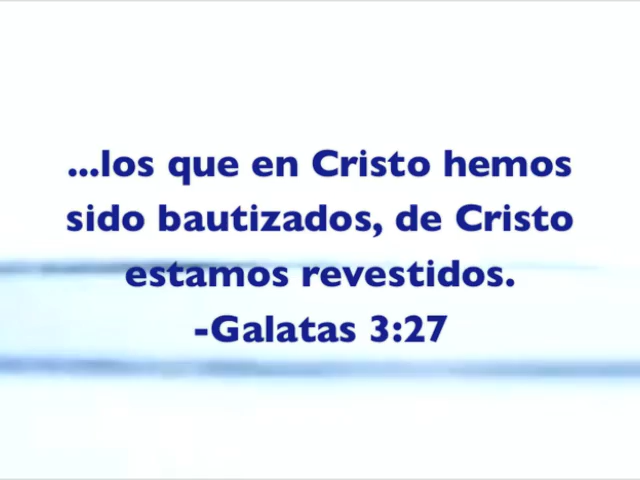 ...los que en Cristo hemos
sido bautizados, de Cristo
estamos revestidos.
-Galatas 3:27